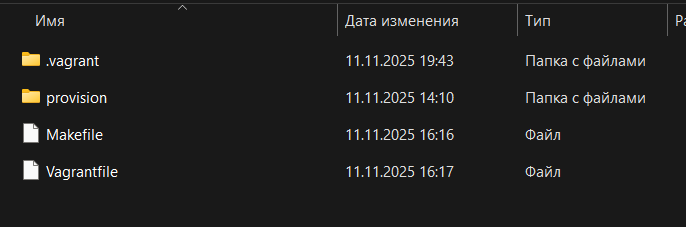 Имя Дата изменения Тип Ра
.vagrant 11.11.2025 19:43 Папка с файлами
provision 11.11.2025 14:10 Папка с файлами
Makefile 11.11.2025 16:16 Файл
Vagrantfile 11.11.2025 16:17 Файл